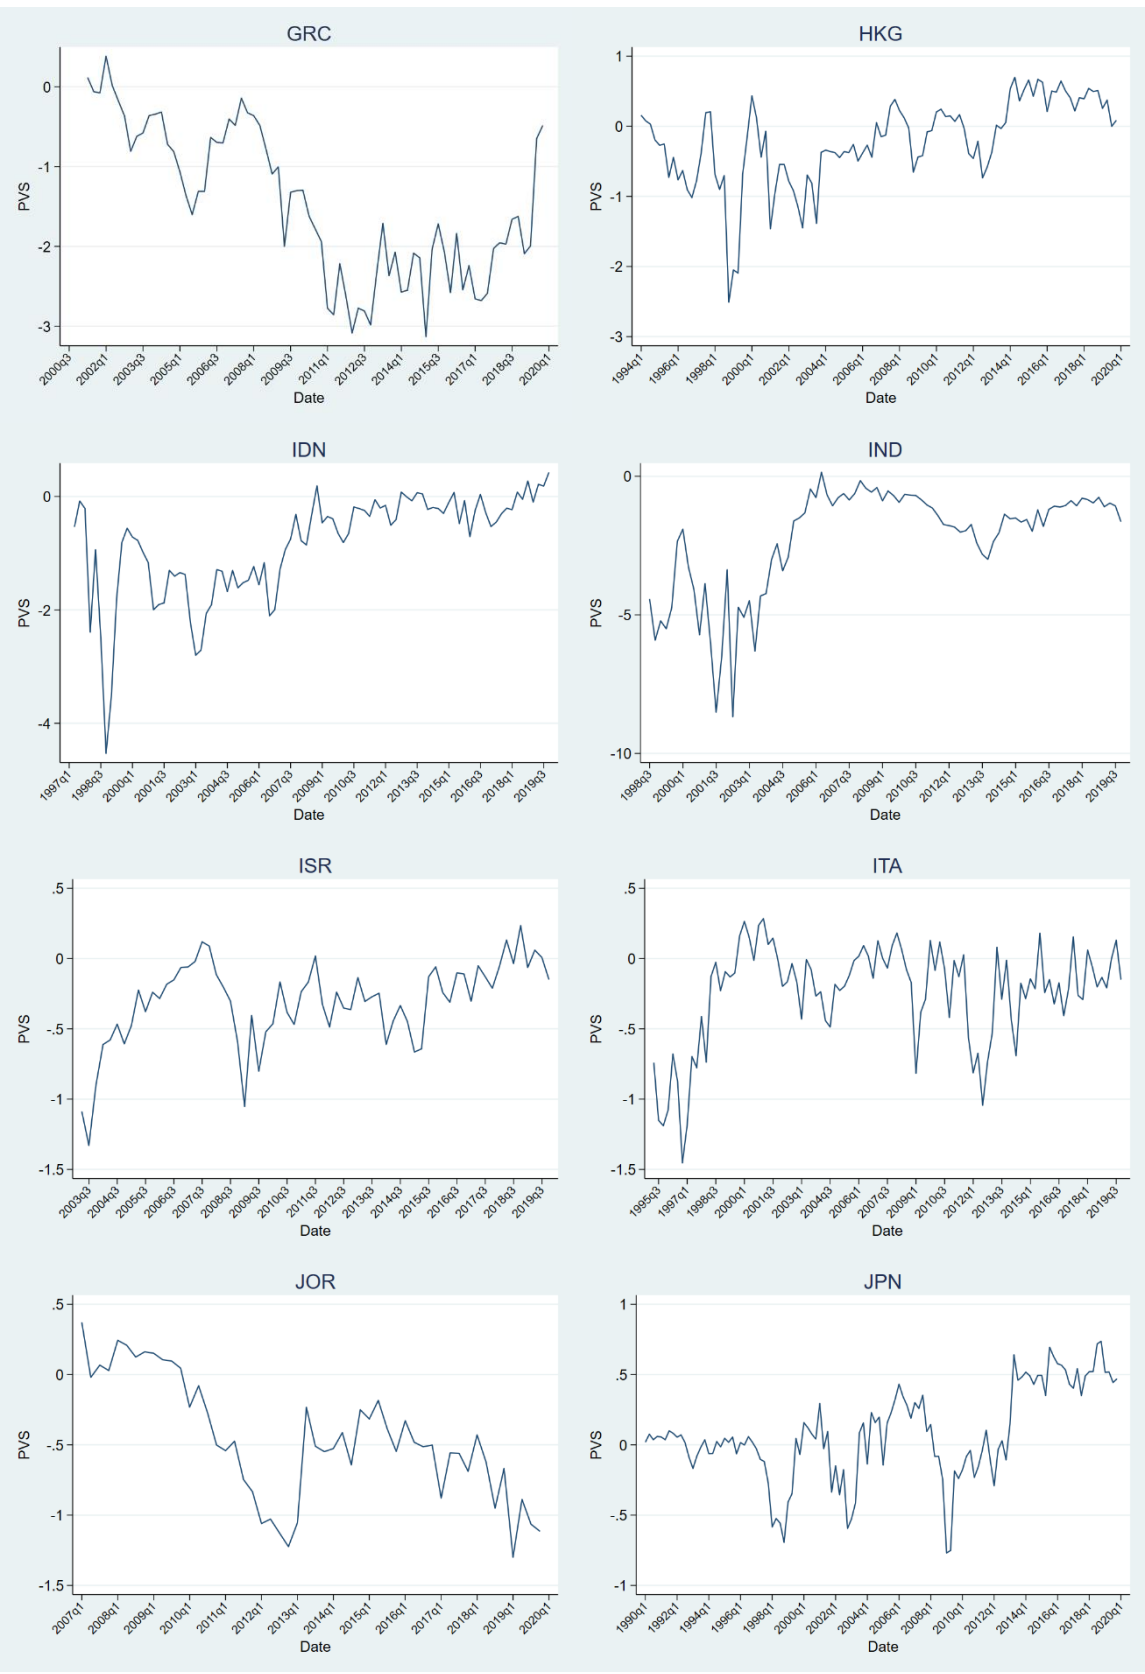 GRC
PVS
0
-1
-2
-3
2000q3 2002q1 2003q3 2005q1 2006q3 2008q1 2009q3 2011q1 2012q3 2014q1 2015q3 2017q1 2018q3 2020q1
Date
HKG
PVS
1
0
-1
-2
-3
1994q1 1996q1 1998q1 2000q1 2002q1 2004q1 2006q1 2008q1 2010q1 2012q1 2014q1 2016q1 2018q1 2020q1
Date
IDN
PVS
0
-2
-4
1997q1 1998q3 2000q1 2001q3 2003q1 2004q3 2006q1 2007q3 2009q1 2010q3 2012q1 2013q3 2015q1 2016q3 2018q1 2019q3
Date
IND
PVS
0
-5
-10
1998q3 2000q1 2001q3 2003q1 2004q3 2006q1 2007q3 2009q1 2010q3 2012q1 2013q3 2015q1 2016q3 2018q1 2019q3
Date
ISR
PVS
.5
0
-.5
-1
-1.5
2003q3 2004q3 2005q3 2006q3 2007q3 2008q3 2009q3 2010q3 2011q3 2012q3 2013q3 2014q3 2015q3 2016q3 2017q3 2018q3 2019q3
Date
ITA
PVS
.5
0
-.5
-1
-1.5
1995q3 1997q1 1998q3 2000q1 2001q3 2003q1 2004q3 2006q1 2007q3 2009q1 2010q3 2012q1 2013q3 2015q1 2016q3 2018q1 2019q3
Date
JOR
PVS
.5
0
-.5
-1
-1.5
2007q1 2008q1 2009q1 2010q1 2011q1 2012q1 2013q1 2014q1 2015q1 2016q1 2017q1 2018q1 2019q1 2020q1
Date
JPN
PVS
1
.5
0
-.5
-1
1990q1 1992q1 1994q1 1996q1 1998q1 2000q1 2002q1 2004q1 2006q1 2008q1 2010q1 2012q1 2014q1 2016q1 2018q1 2020q1
Date